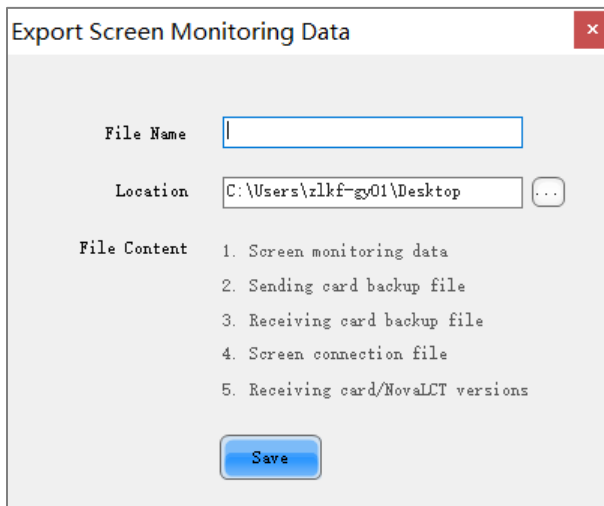 Export Screen Monitoring Data
File Name
Location C:\Users\zlkf-gy01\Desktop ...
File Content 1. Screen monitoring data
2. Sending card backup file
3. Receiving card backup file
4. Screen connection file
5. Receiving card/NovaLCT versions
Save